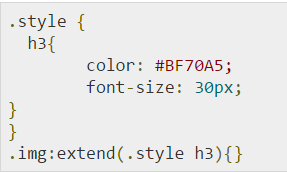 .style {
  h3{
        color: #BF70A5;
        font-size: 30px;
}
}
.img:extend(.style h3){}